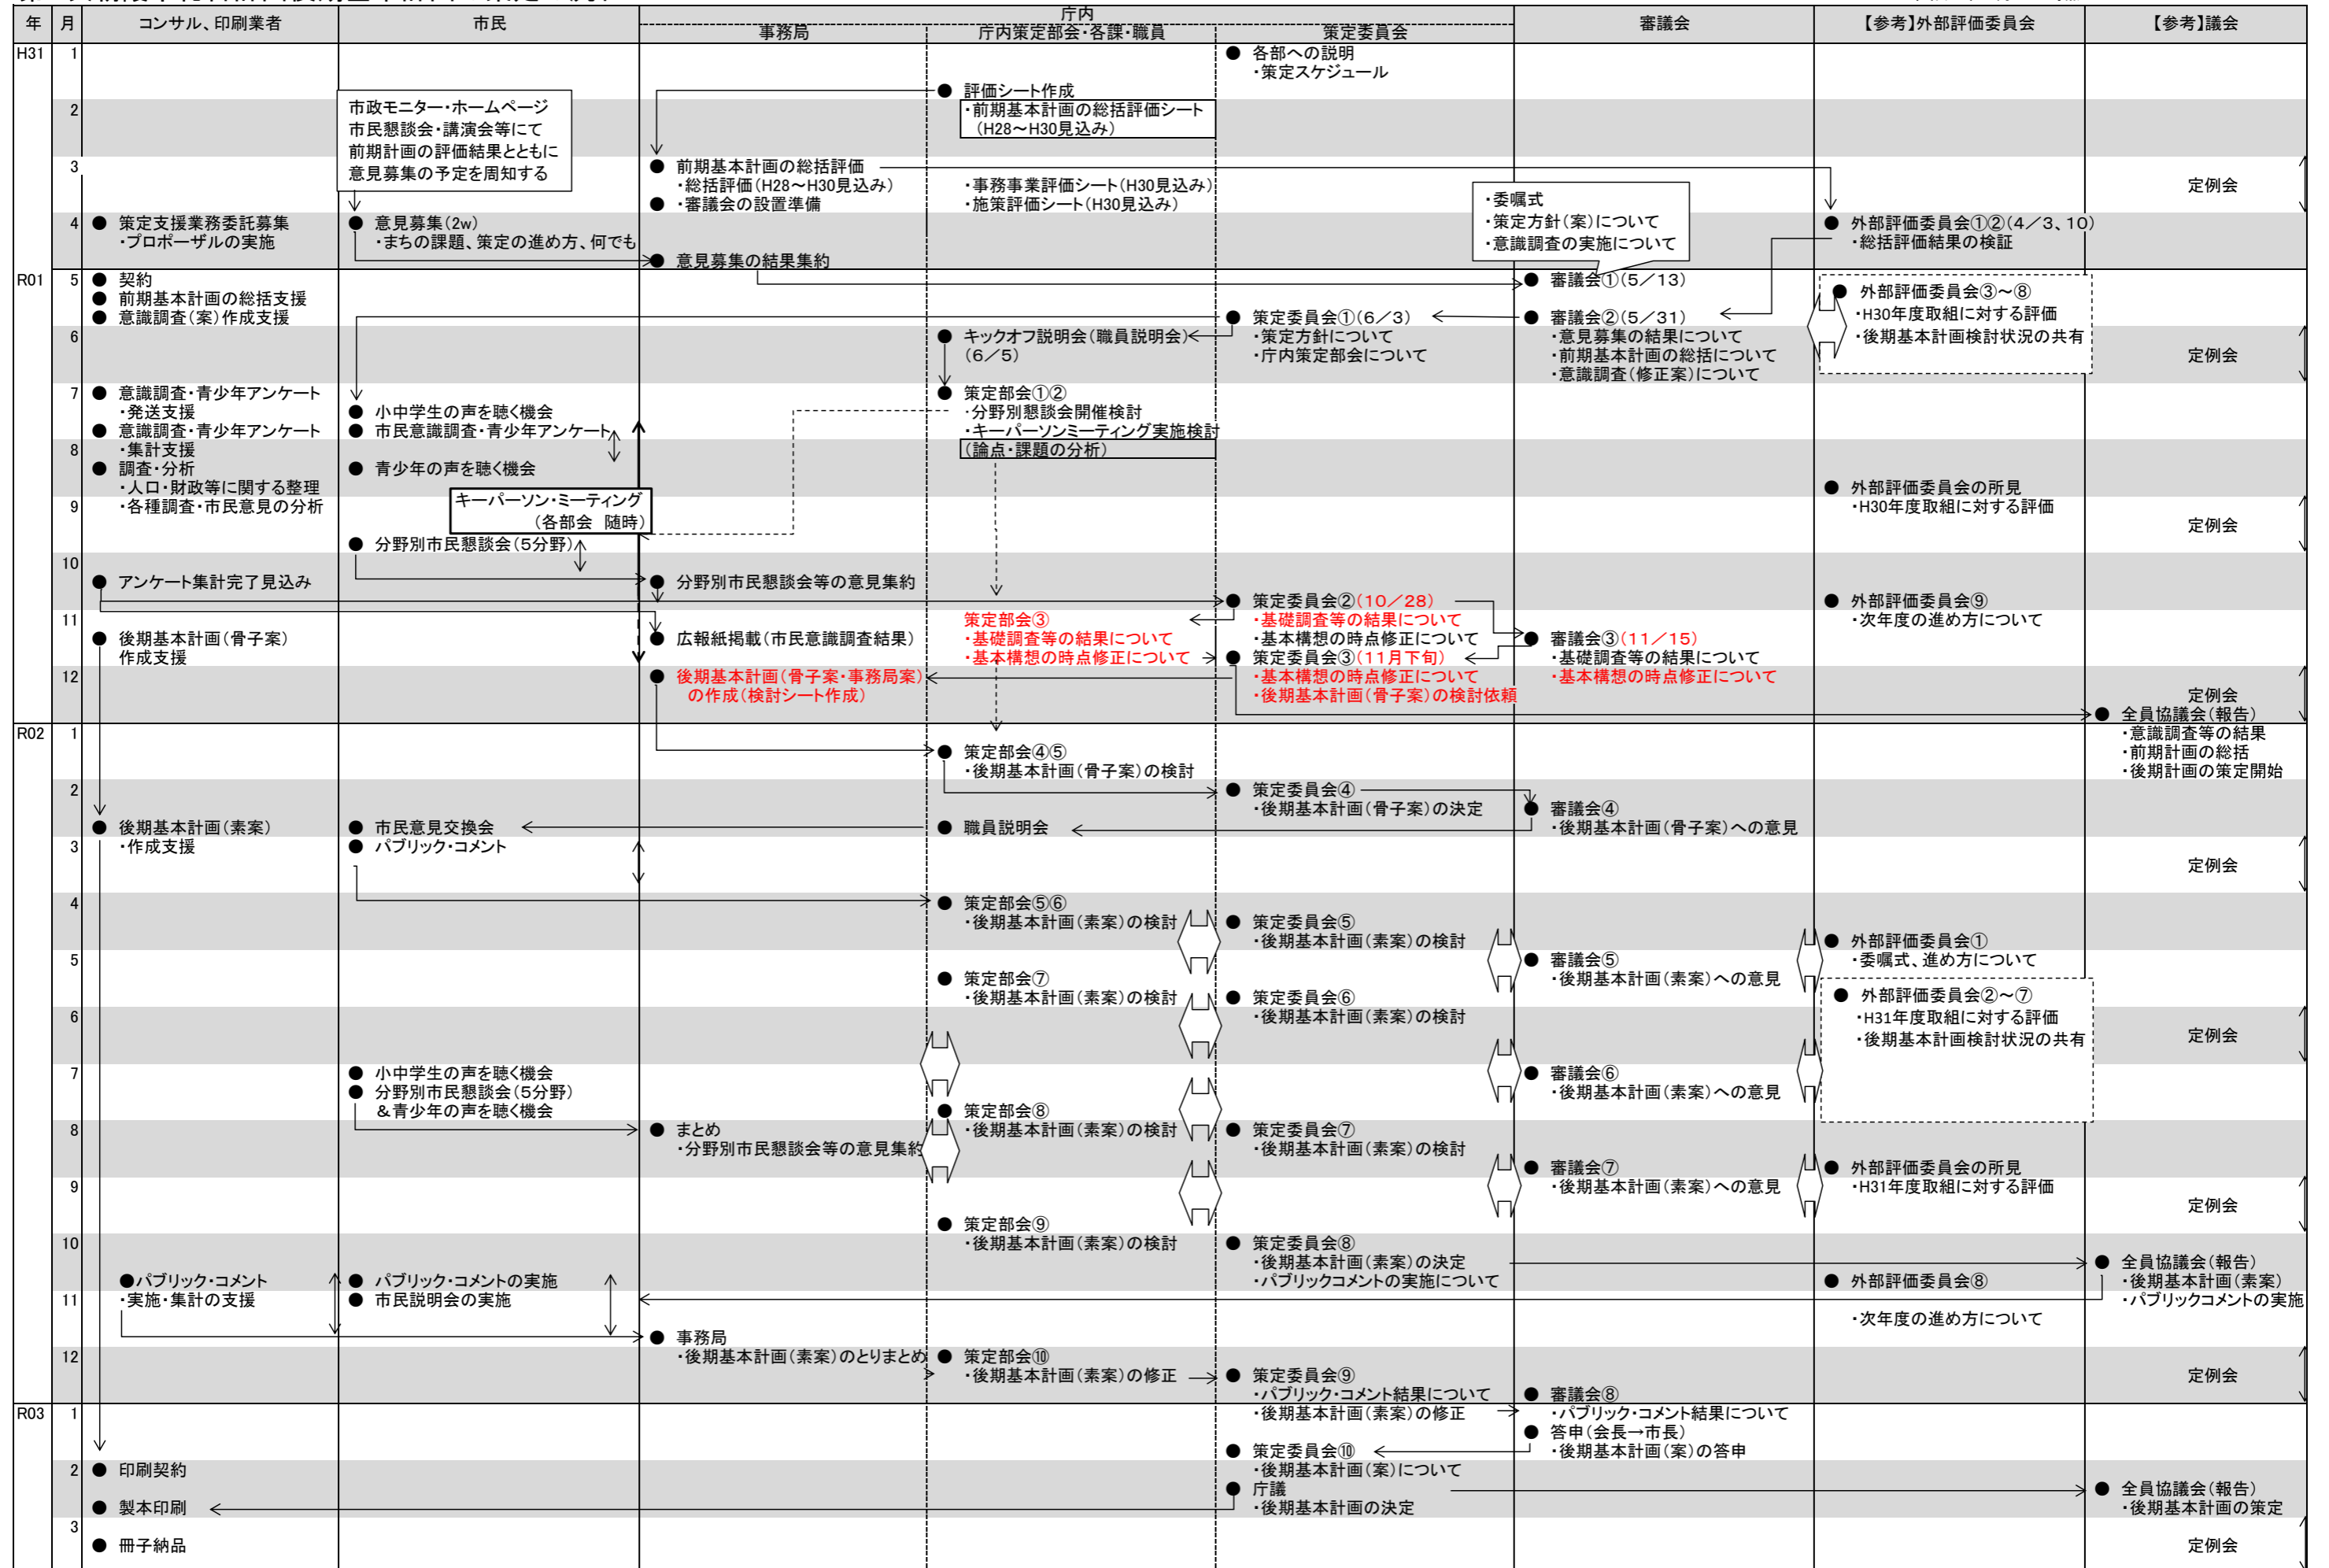 年
月
コンサル、印刷業者
市民
庁内
事務局
庁内策定部会・各課・職員
策定委員会
審議会
【参考】外部評価委員会
【参考】議会
H31
1
● 各部への説明
・策定スケジュール
● 評価シート作成
2
・前期基本計画の総括評価シート
（H28～H30見込み）
市政モニター・ホームページ
市民懇談会・講演会等にて
前期計画の評価結果とともに
意見募集の予定を周知する
3
● 前期基本計画の総括評価
・総括評価（H28～H30見込み）
● ・審議会の設置準備
・事務事業評価シート（H30見込み）
・施策評価シート（H30見込み）
定例会
・委嘱式
・策定方針（案）について
・意識調査の実施について
4
● 策定支援業務委託募集
・プロポーザルの実施
● 意見募集（2w）
・まちの課題、策定の進め方、何でも
● 意見募集の結果集約
● 外部評価委員会①②（4／3、10）
・総括評価結果の検証
R01
5
● 契約
● 前期基本計画の総括支援
● 意識調査（案）作成支援
● 審議会①（5／13）
● 策定委員会①（6／3）
・策定方針について
・庁内策定部会について
● 審議会②（5／31）
・意見募集の結果について
・前期基本計画の総括について
・意識調査（修正案）について
● 外部評価委員会③～⑧
・H30年度取組に対する評価
・後期基本計画検討状況の共有
6
● キックオフ説明会（職員説明会）
（6／5）
定例会
7
● 意識調査・青少年アンケート
・発送支援
● 意識調査・青少年アンケート
● 小中学生の声を聴く機会
● 市民意識調査・青少年アンケート
● 策定部会①②
・分野別懇談会開催検討
・キーパーソンミーティング実施検討
（論点・課題の分析）
8
・集計支援
● 調査・分析
・人口・財政等に関する整理
● 青少年の声を聴く機会
● 外部評価委員会の所見
・H30年度取組に対する評価
キーパーソン・ミーティング
（各部会　随時）
9
・各種調査・市民意見の分析
● 分野別市民懇談会（5分野）
定例会
10
● アンケート集計完了見込み
● 分野別市民懇談会等の意見集約
● 策定委員会②（10／28）
・基礎調査等の結果について
・基本構想の時点修正について
● 外部評価委員会⑨
・次年度の進め方について
11
策定部会③
・基礎調査等の結果について
・基本構想の時点修正について
● 後期基本計画（骨子案）
作成支援
● 広報紙掲載（市民意識調査結果）
● 策定委員会③（11月下旬）
・基本構想の時点修正について
・後期基本計画（骨子案）の検討依頼
● 審議会③（11／15）
・基礎調査等の結果について
・基本構想の時点修正について
12
● 後期基本計画（骨子案・事務局案）
の作成（検討シート作成）
定例会
● 全員協議会（報告）
・意識調査等の結果
・前期計画の総括
・後期計画の策定開始
R02
1
● 策定部会④⑤
・後期基本計画（骨子案）の検討
2
● 策定委員会④
・後期基本計画（骨子案）の決定
● 審議会④
・後期基本計画（骨子案）への意見
● 後期基本計画（素案）
・作成支援
● 市民意見交換会
● 職員説明会
3
● パブリック・コメント
定例会
4
● 策定部会⑤⑥
・後期基本計画（素案）の検討
● 策定委員会⑤
・後期基本計画（素案）の検討
● 外部評価委員会①
・委嘱式、進め方について
5
● 審議会⑤
・後期基本計画（素案）への意見
● 策定部会⑦
・後期基本計画（素案）の検討
● 策定委員会⑥
・後期基本計画（素案）の検討
● 外部評価委員会②～⑦
・H31年度取組に対する評価
・後期基本計画検討状況の共有
6
定例会
7
● 小中学生の声を聴く機会
● 分野別市民懇談会（5分野）
＆青少年の声を聴く機会
● 審議会⑥
・後期基本計画（素案）への意見
● 策定部会⑧
・後期基本計画（素案）の検討
8
● まとめ
・分野別市民懇談会等の意見集約
● 策定委員会⑦
・後期基本計画（素案）の検討
● 審議会⑦
・後期基本計画（素案）への意見
● 外部評価委員会の所見
・H31年度取組に対する評価
9
定例会
● 策定部会⑨
・後期基本計画（素案）の検討
10
● 策定委員会⑧
・後期基本計画（素案）の決定
・パブリックコメントの実施について
● 全員協議会（報告）
・後期基本計画（素案）
・パブリックコメントの実施
●パブリック・コメント
・実施・集計の支援
● パブリック・コメントの実施
● 市民説明会の実施
● 外部評価委員会⑧
・次年度の進め方について
11
● 事務局
・後期基本計画（素案）のとりまとめ
12
● 策定部会⑩
・後期基本計画（素案）の修正
● 策定委員会⑨
・パブリック・コメント結果について
・後期基本計画（素案）の修正
● 審議会⑧
・パブリック・コメント結果について
定例会
R03
1
● 答申（会長→市長）
・後期基本計画（案）の答申
● 策定委員会⑩
・後期基本計画（案）について
2
● 印刷契約
● 庁議
・後期基本計画の決定
● 全員協議会（報告）
・後期基本計画の策定
● 製本印刷
3
● 冊子納品
定例会